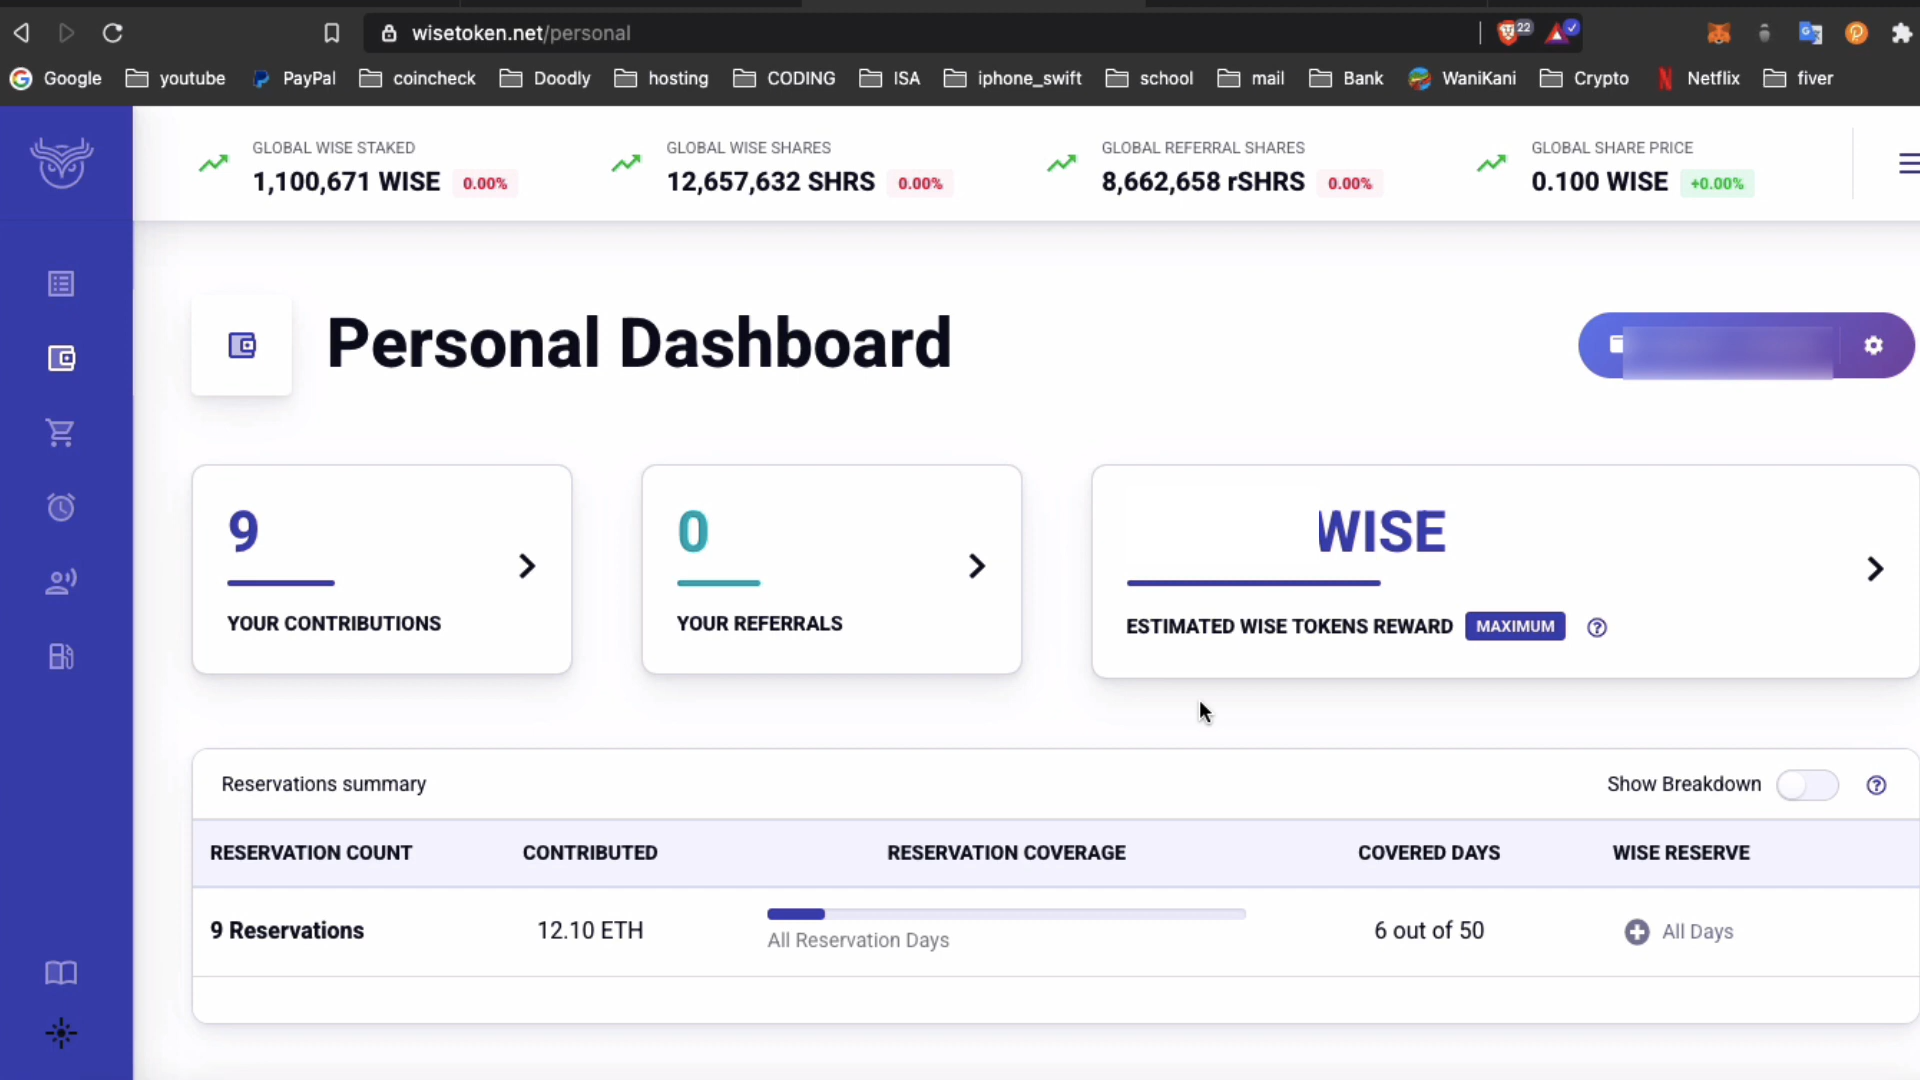 wisetoken.net/personal
22
Google youtube PayPal coincheck Doodly hosting CODING ISA iphone_swift school mail Bank WaniKani Crypto Netflix fiver
GLOBAL WISE STAKED
1,100,671 WISE 0.00%
GLOBAL WISE SHARES
12,657,632 SHRS 0.00%
GLOBAL REFERRAL SHARES
8,662,658 rSHRS 0.00%
GLOBAL SHARE PRICE
0.100 WISE +0.00%
Personal Dashboard
9
YOUR CONTRIBUTIONS
0
YOUR REFERRALS
WISE
ESTIMATED WISE TOKENS REWARD MAXIMUM
Reservations summary
Show Breakdown
RESERVATION COUNT CONTRIBUTED RESERVATION COVERAGE COVERED DAYS WISE RESERVE
9 Reservations 12.10 ETH All Reservation Days 6 out of 50 All Days